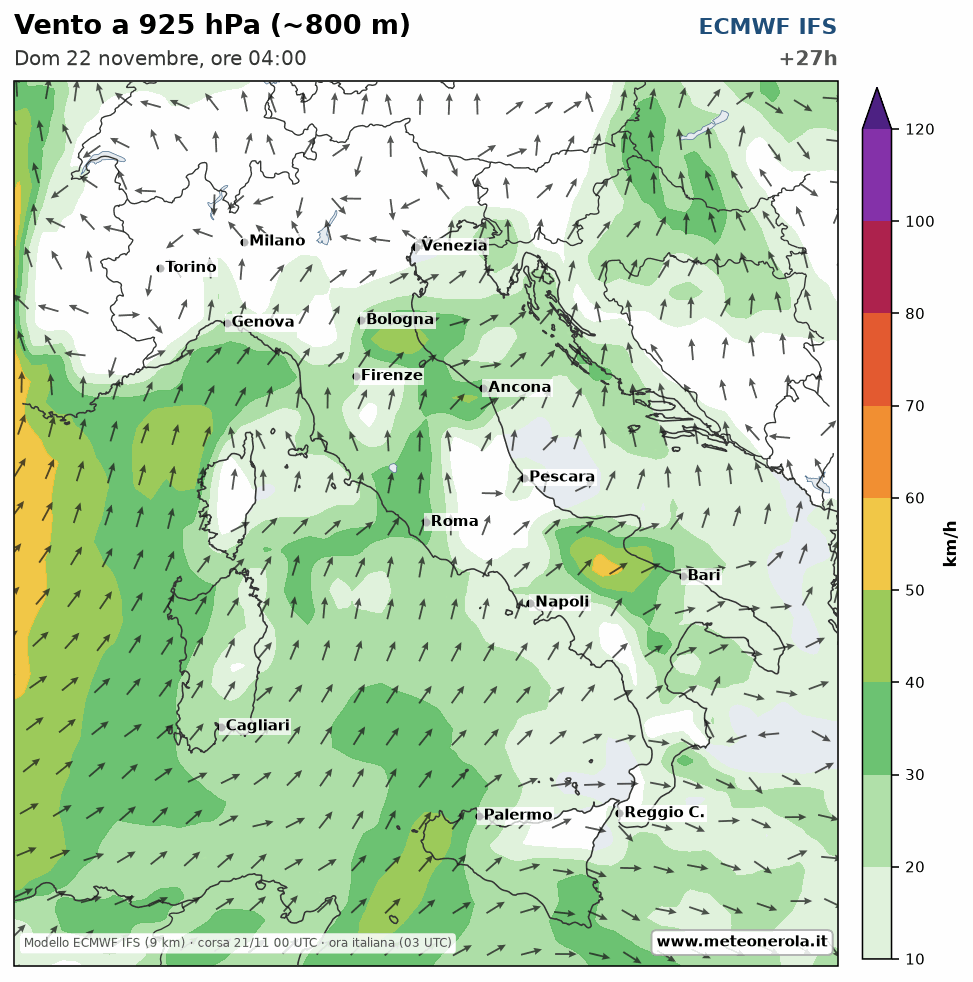 Vento a 925 hPa (~800 m)
ECMWF IFS
Dom 22 novembre, ore 04:00
+27h
Milano
Venezia
Torino
Genova
Bologna
Firenze
Ancona
Pescara
Roma
Bari
Napoli
Cagliari
Palermo
Reggio C.
120
100
80
70
60
50
40
30
20
10
km/h
Modello ECMWF IFS (9 km) · corsa 21/11 00 UTC · ora italiana (03 UTC)
www.meteonerola.it